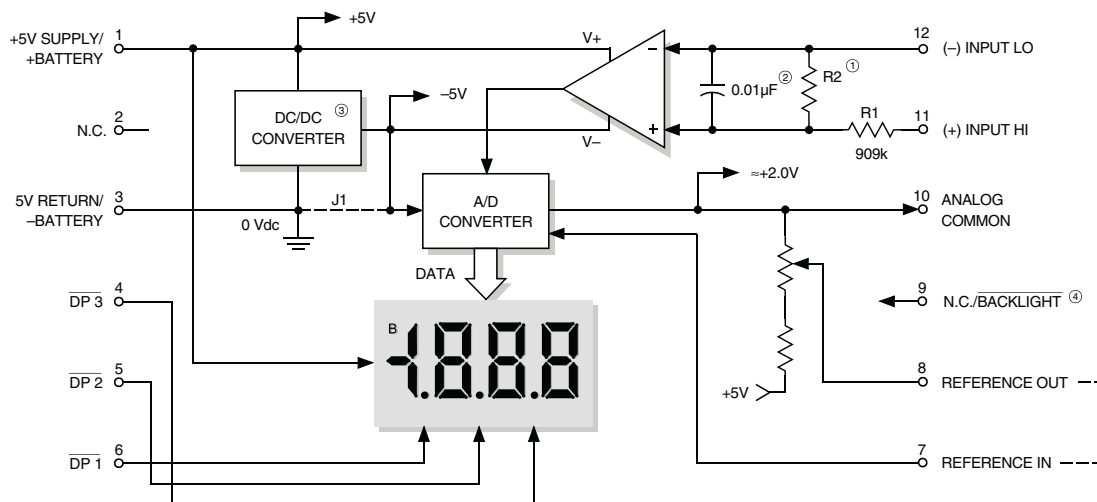 +5V
+5V SUPPLY/
+BATTERY
1
V+
12
(–) INPUT LO
0.01µF ②
R2 ①
–5V
DC/DC ③
CONVERTER
2
N.C.
V–
R1
909k
11
(+) INPUT HI
≈+2.0V
5V RETURN/
–BATTERY
3
0 Vdc
J1
A/D
CONVERTER
10
ANALOG
COMMON
DATA
4
DP 3
9
N.C./BACKLIGHT ④
B
-1.8.8.8
5
DP 2
+5V
8
REFERENCE OUT
6
DP 1
7
REFERENCE IN